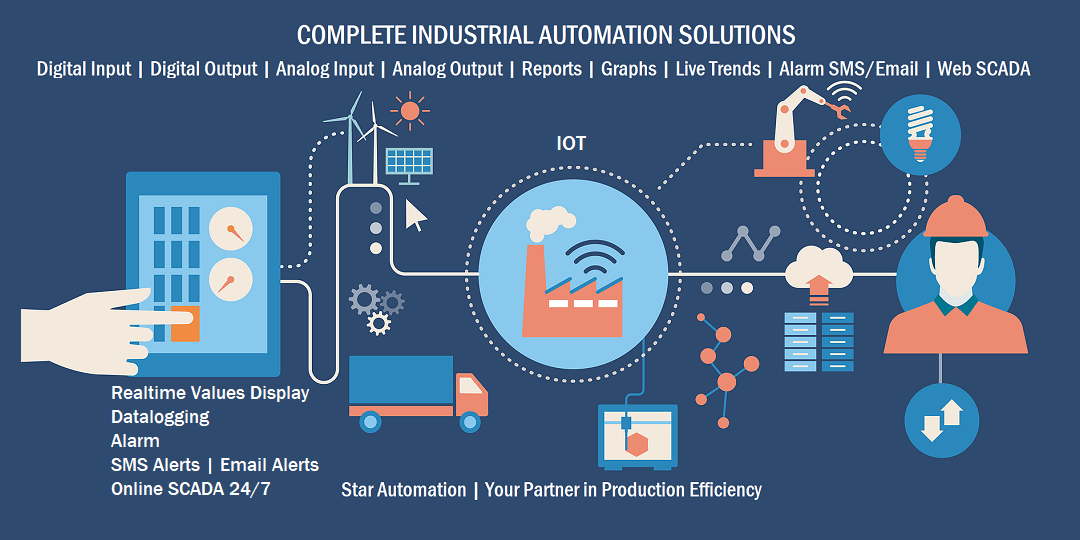 COMPLETE INDUSTRIAL AUTOMATION SOLUTIONS
Digital Input | Digital Output | Analog Input | Analog Output | Reports | Graphs | Live Trends | Alarm SMS/Email | Web SCADA
IOT
Realtime Values Display
Datalogging
Alarm
SMS Alerts | Email Alerts
Online SCADA 24/7
Star Automation | Your Partner in Production Efficiency